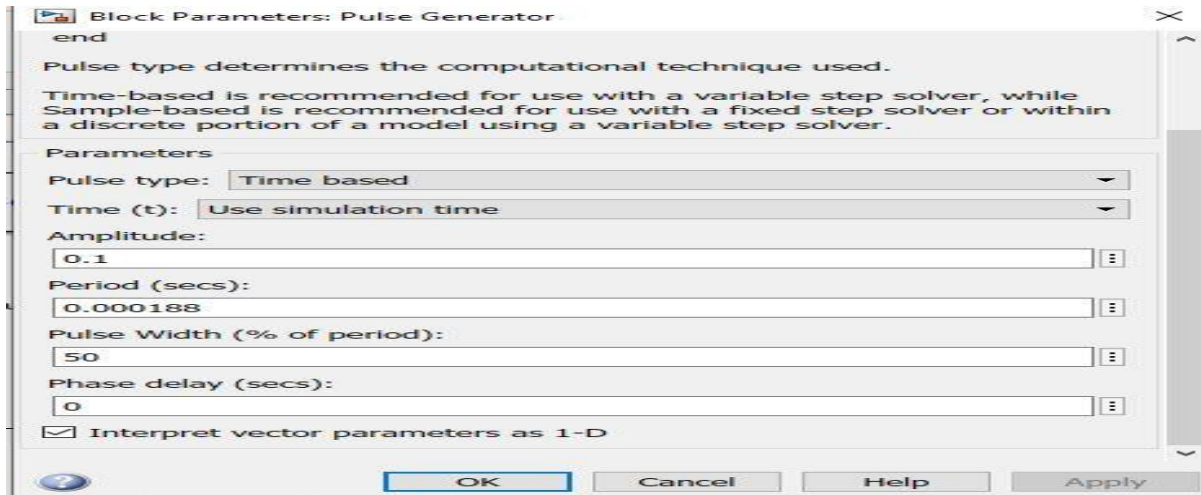 Block Parameters: Pulse Generator
end
Pulse type determines the computational technique used.
Time-based is recommended for use with a variable step solver, while
Sample-based is recommended for use with a fixed step solver or within
a discrete portion of a model using a variable step solver.
Parameters
Pulse type: Time based
Time (t): Use simulation time
Amplitude:
0.1
Period (secs):
0.000188
Pulse Width (% of period):
50
Phase delay (secs):
0
Interpret vector parameters as 1-D
OK Cancel Help Apply